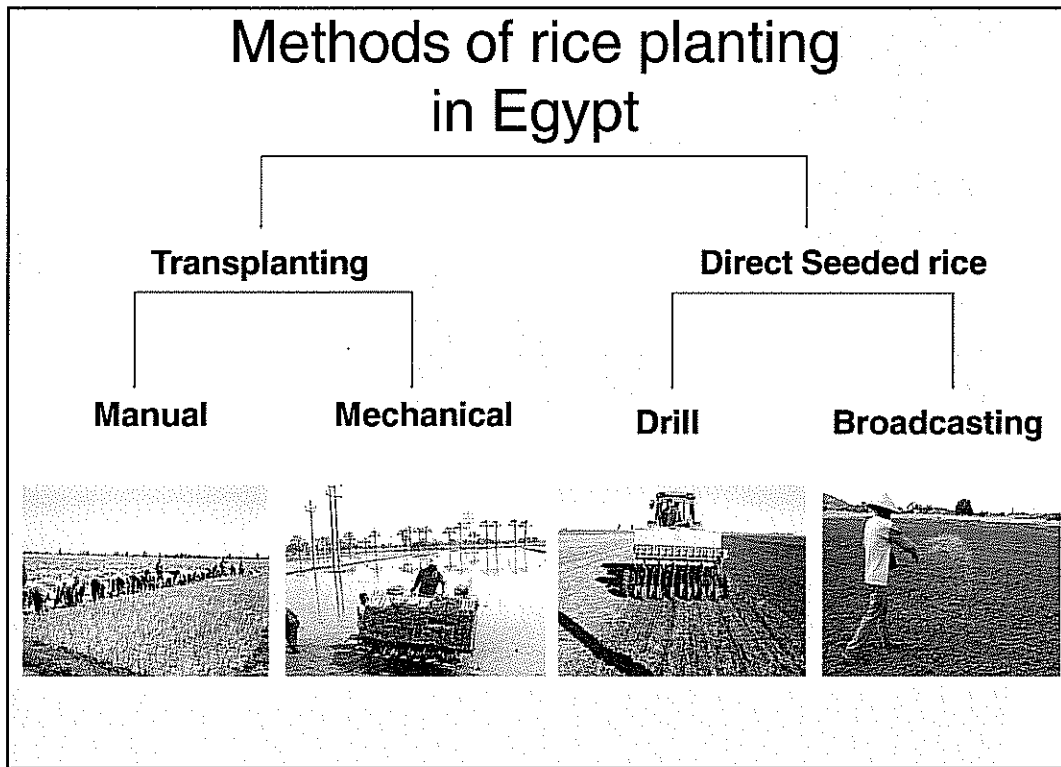 Methods of rice planting
in Egypt
Transplanting
Direct Seeded rice
Manual
Mechanical
Drill
Broadcasting